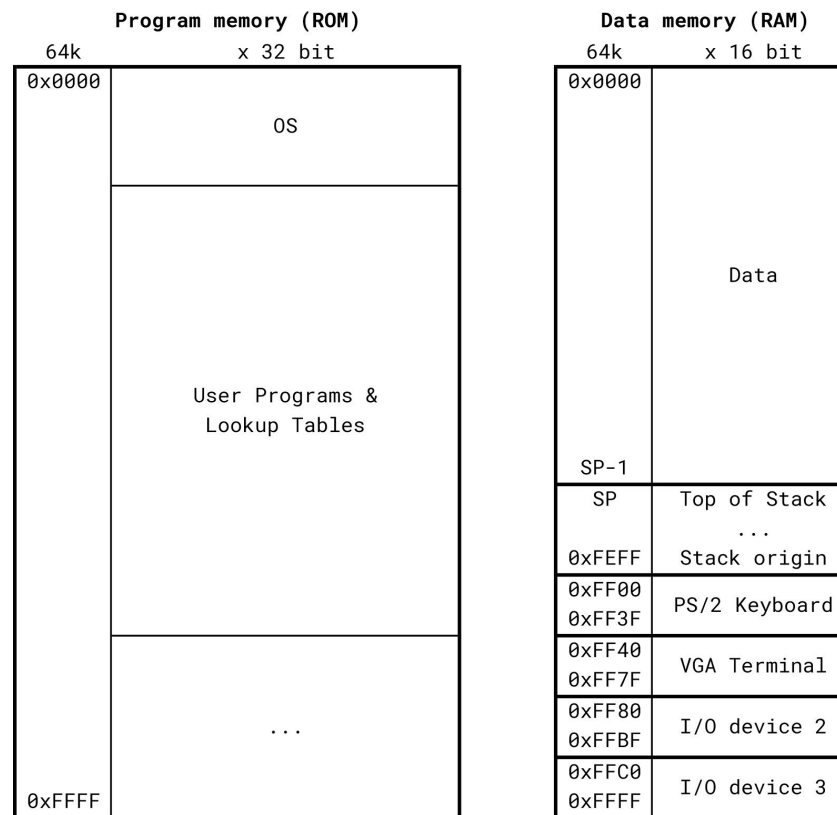 Program memory (ROM)
64k x 32 bit
0x0000
OS
User Programs &
Lookup Tables
...
0xFFFF
Data memory (RAM)
64k x 16 bit
0x0000
Data
SP-1
SP Top of Stack
...
0xFEFF Stack origin
0xFF00
PS/2 Keyboard
0xFF3F
0xFF40
VGA Terminal
0xFF7F
0xFF80
I/O device 2
0xFFBF
0xFFC0
I/O device 3
0xFFFF